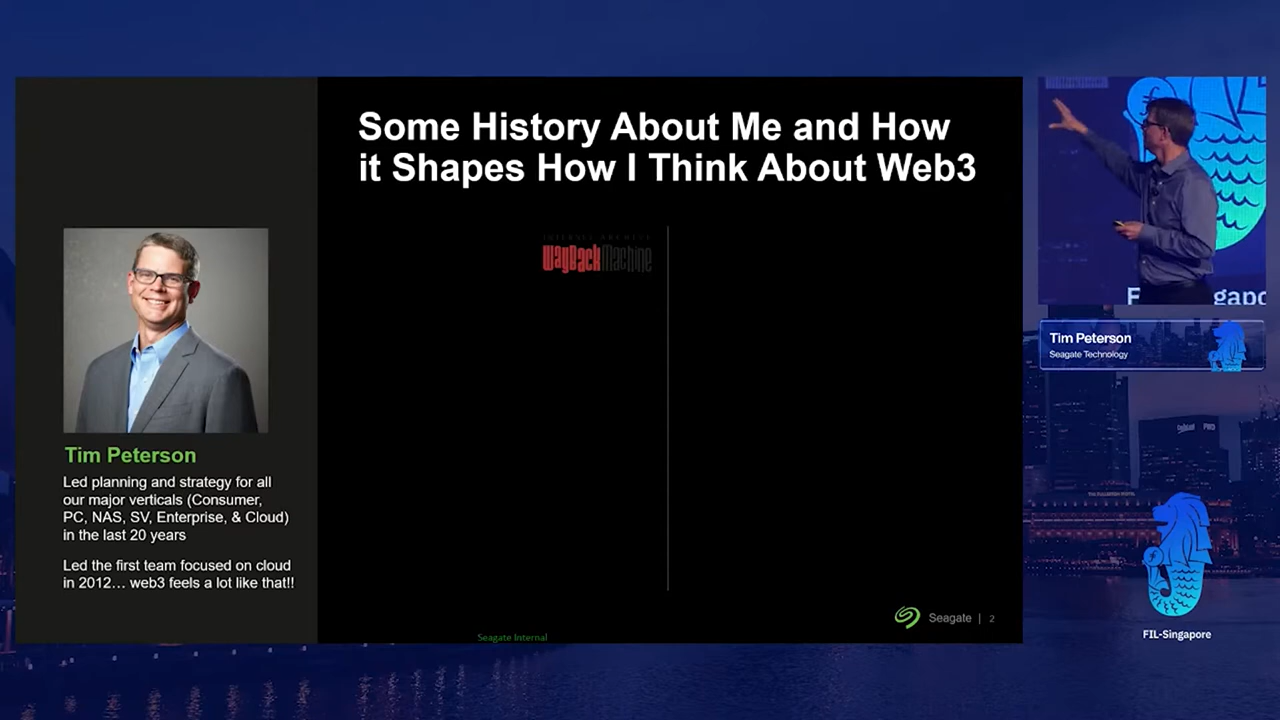 Some History About Me and How
it Shapes How I Think About Web3
INTERNET ARCHIVE
WayBackMachine
Tim Peterson
Led planning and strategy for all
our major verticals (Consumer,
PC, NAS, SV, Enterprise, & Cloud)
in the last 20 years
Led the first team focused on cloud
in 2012… web3 feels a lot like that!!
Seagate | 2
Seagate Internal
Tim Peterson
Seagate Technology
FIL-Singapore